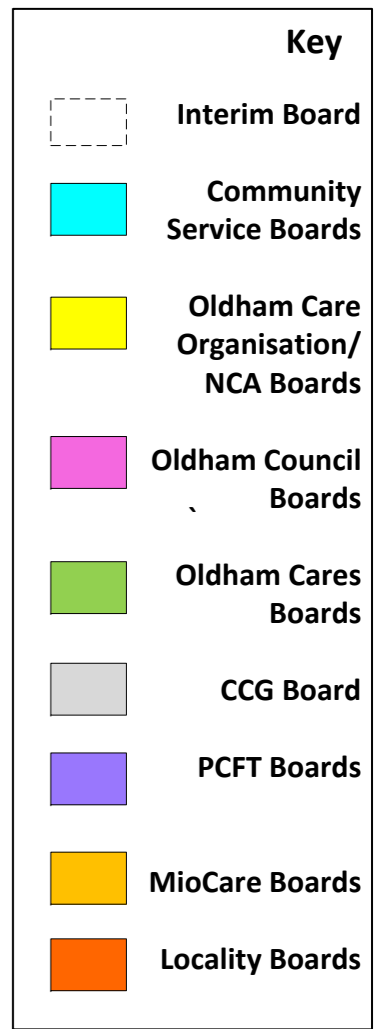 Key
Interim Board
Community
Service Boards
Oldham Care
Organisation/
NCA Boards
Oldham Council
Boards
`
Oldham Cares
Boards
CCG Board
PCFT Boards
MioCare Boards
Locality Boards